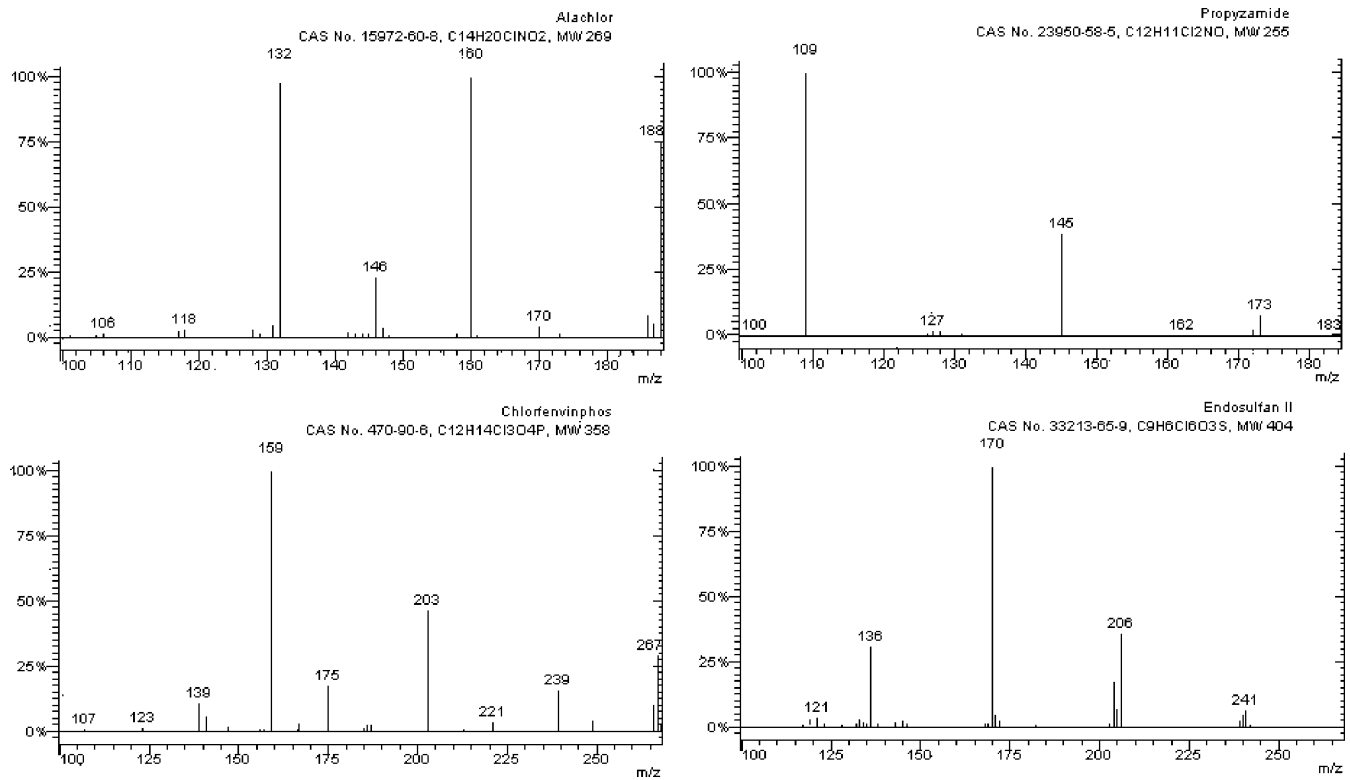 Alachlor
CAS No. 15972-60-8, C14H20ClNO2, MW 269
132 160
100%
188
75%
50%
25%
146
106 118 170
0%
100 110 120 130 140 150 160 170 180
m/z
Propyzamide
CAS No. 23950-58-5, C12H11Cl2NO, MW 255
109
100%
75%
50%
145
25%
100 127 162 173 183
0%
100 110 120 130 140 150 160 170 180
m/z
Chlorfenvinphos
CAS No. 470-90-6, C12H14Cl3O4P, MW 358
159
100%
75%
50%
203
267
25%
175
239
139
107 123 221
0%
100 125 150 175 200 225 250
m/z
Endosulfan II
CAS No. 33213-65-9, C9H6Cl6O3S, MW 404
170
100%
75%
50%
206
136
25%
121 241
0%
100 125 150 175 200 225 250
m/z